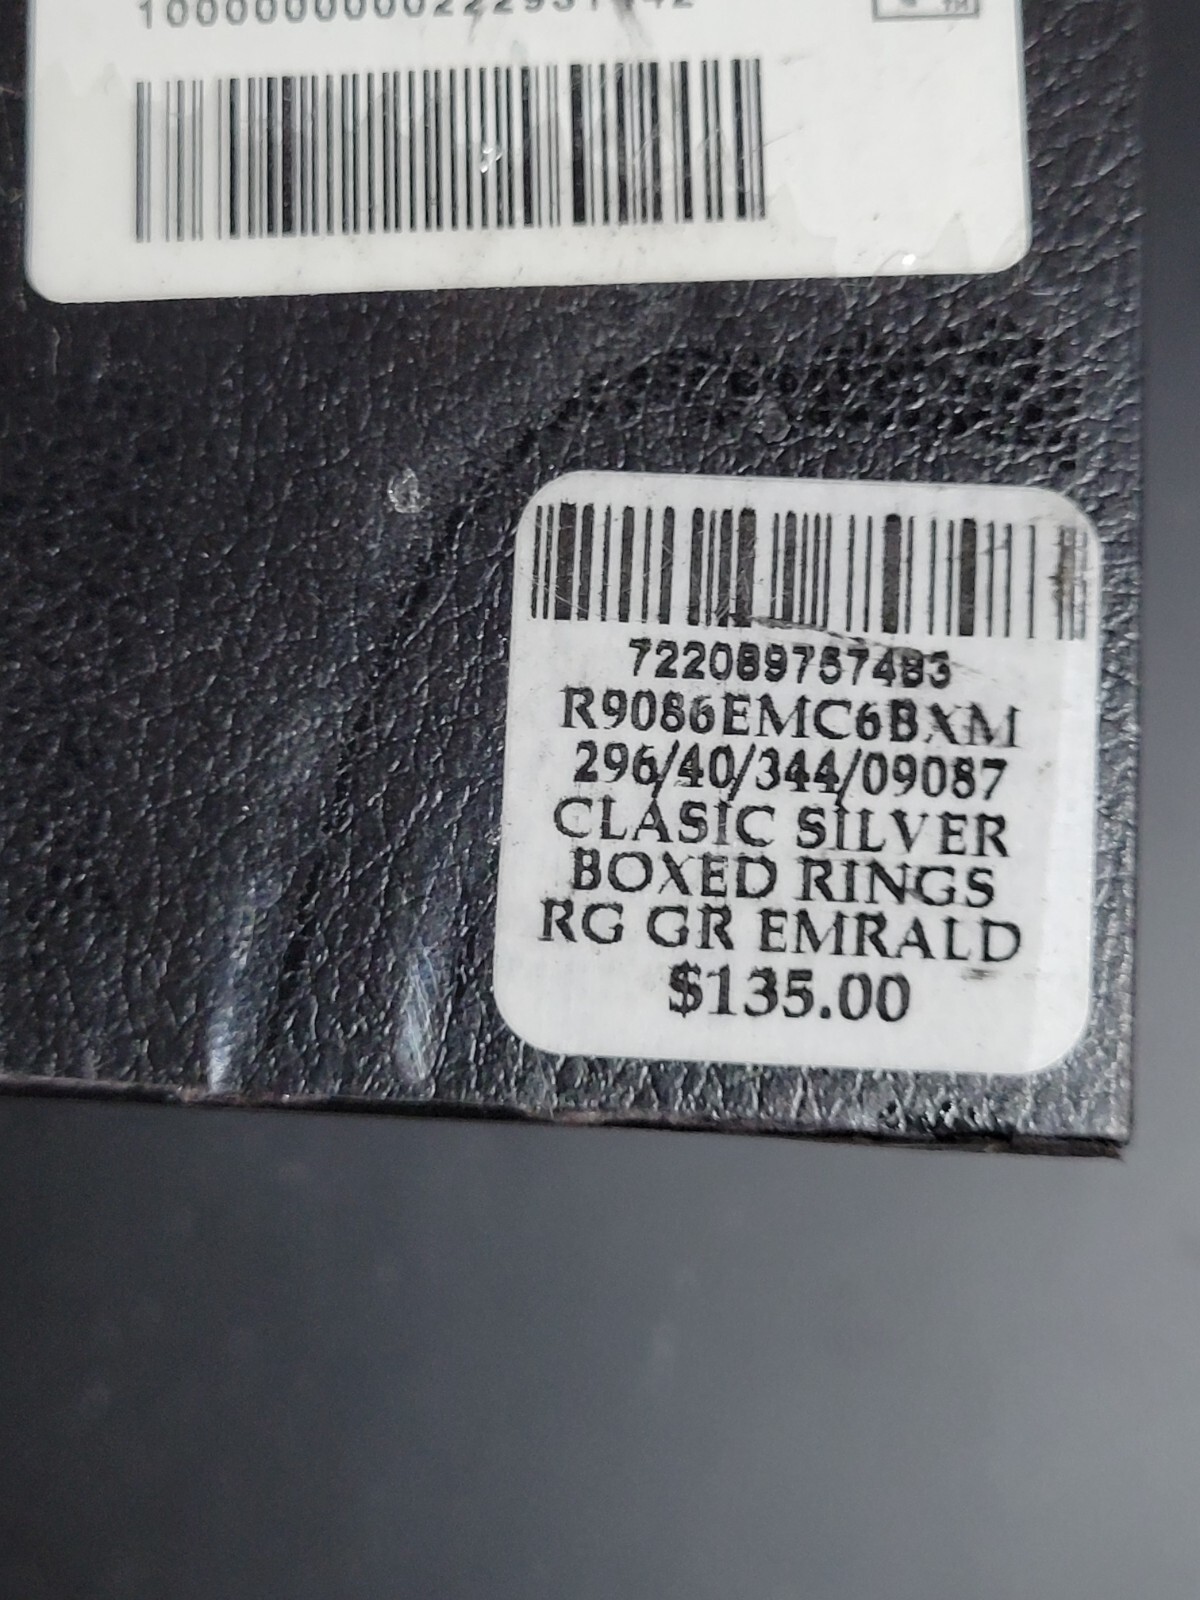 722089757483
R9086EMC6BXM
296/40/344/09087
CLASIC SILVER
BOXED RINGS
RG GR EMRALD
$135.00